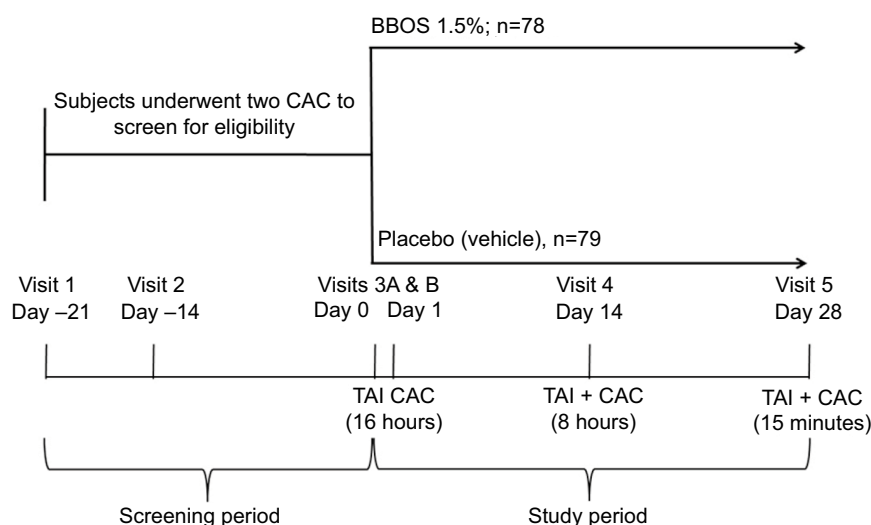 BBOS 1.5%; n=78
Subjects underwent two CAC to
screen for eligibility
Placebo (vehicle), n=79
Visit 1
Day –21
Visit 2
Day –14
Visits 3A & B
Day 0 Day 1
Visit 4
Day 14
Visit 5
Day 28
TAI CAC
(16 hours)
TAI + CAC
(8 hours)
TAI + CAC
(15 minutes)
Screening period
Study period